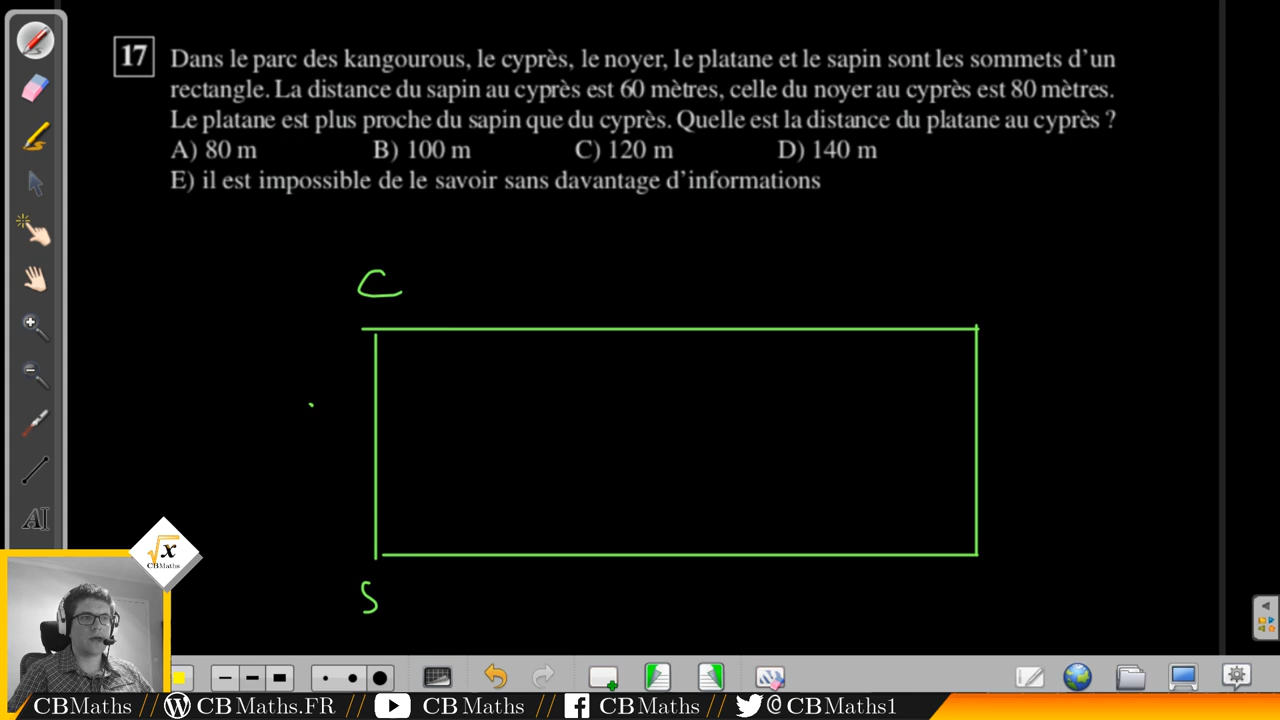 17 Dans le parc des kangourous, le cyprès, le noyer, le platane et le sapin sont les sommets d’un
rectangle. La distance du sapin au cyprès est 60 mètres, celle du noyer au cyprès est 80 mètres.
Le platane est plus proche du sapin que du cyprès. Quelle est la distance du platane au cyprès ?
A) 80 m B) 100 m C) 120 m D) 140 m
E) il est impossible de le savoir sans davantage d’informations
C
S
AI
√x
CBMaths
CBMaths // CBMaths.FR // CBMaths // CBMaths // @CBMaths1